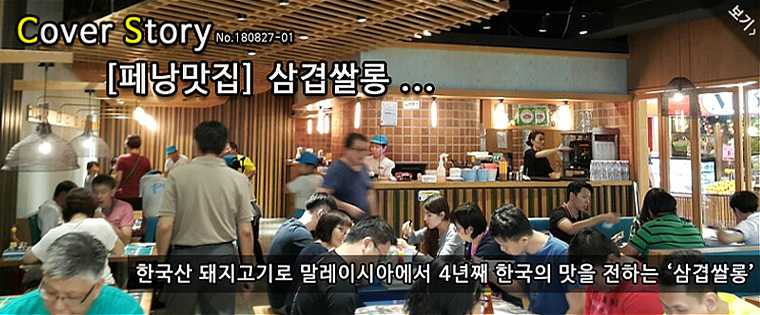 Cover Story No.180827-01
보기>
[페낭맛집] 삼겹쌀롱 ...
한국산 돼지고기로 말레이시아에서 4년째 한국의 맛을 전하는 ‘삼겹쌀롱’